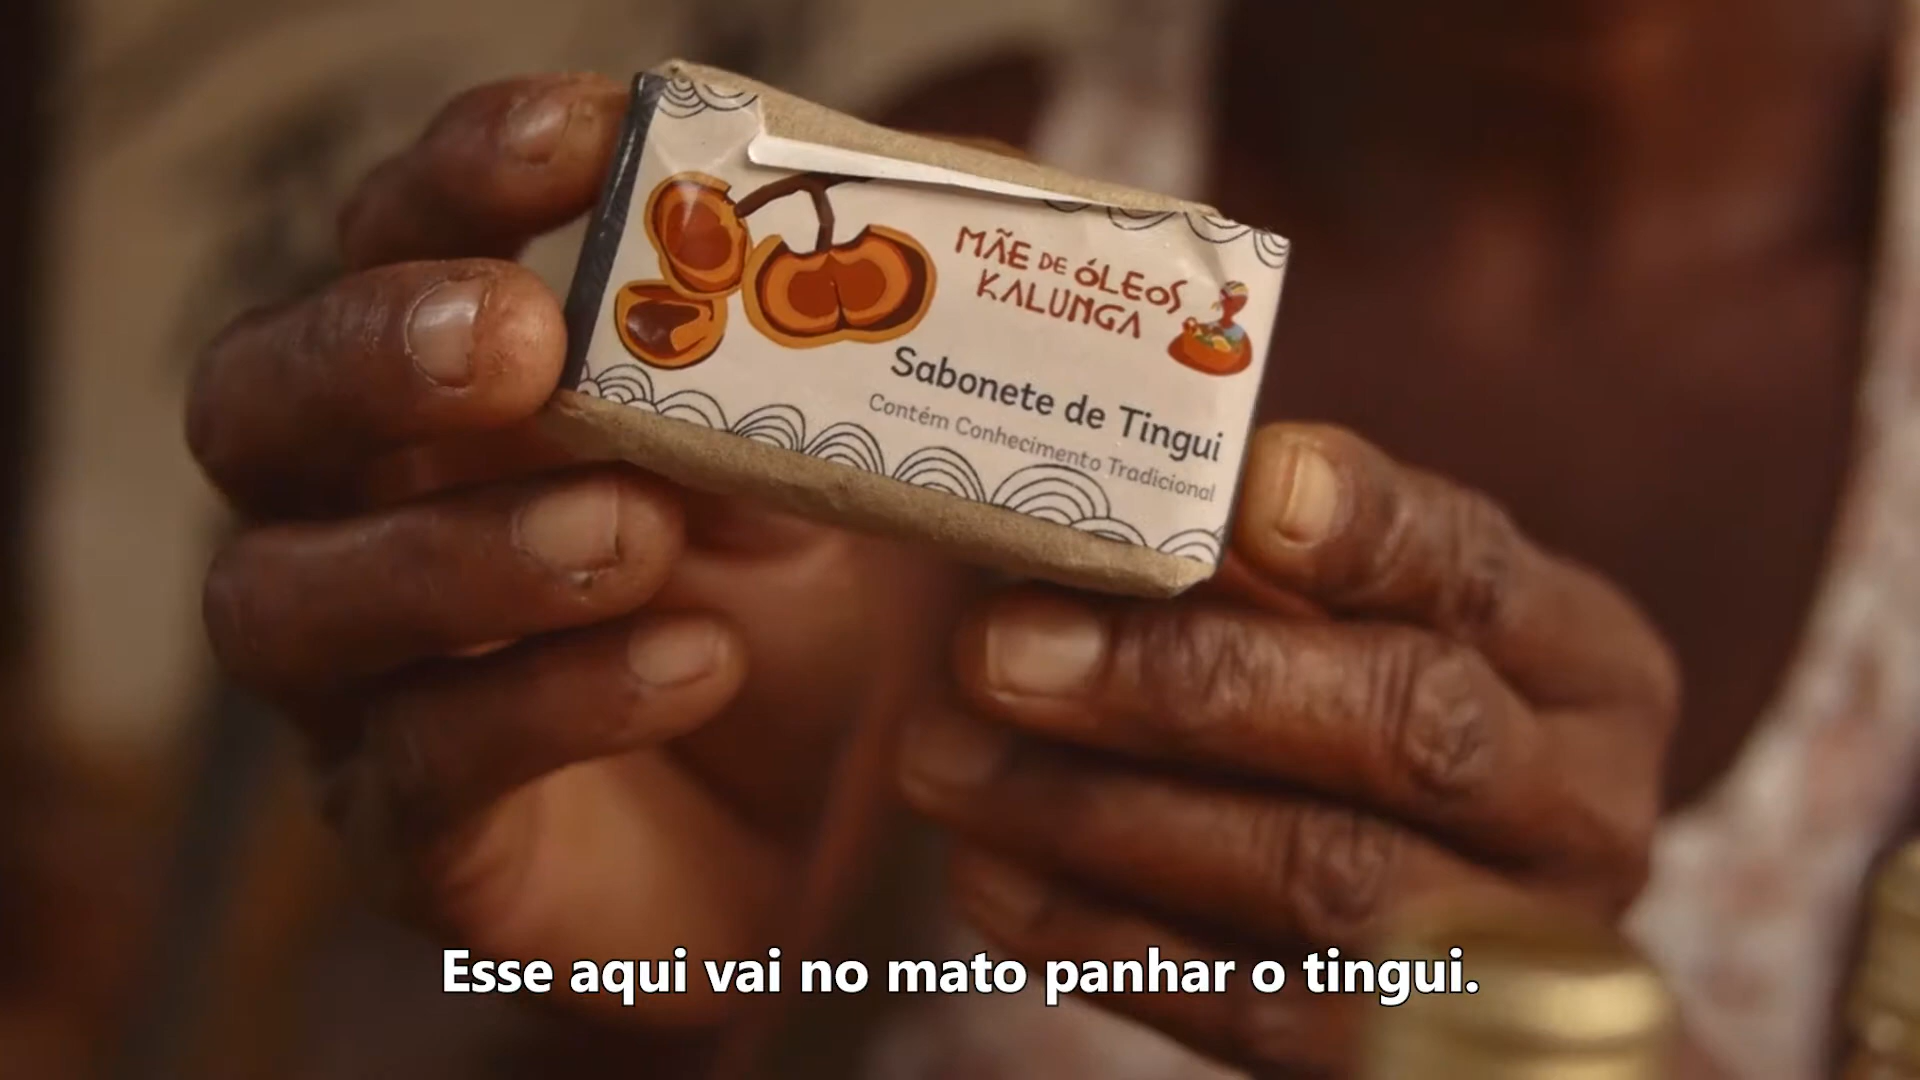 MÃE DE ÓLEOS
KALUNGA
Sabonete de Tingui
Contém Conhecimento Tradicional
Esse aqui vai no mato panhar o tingui.